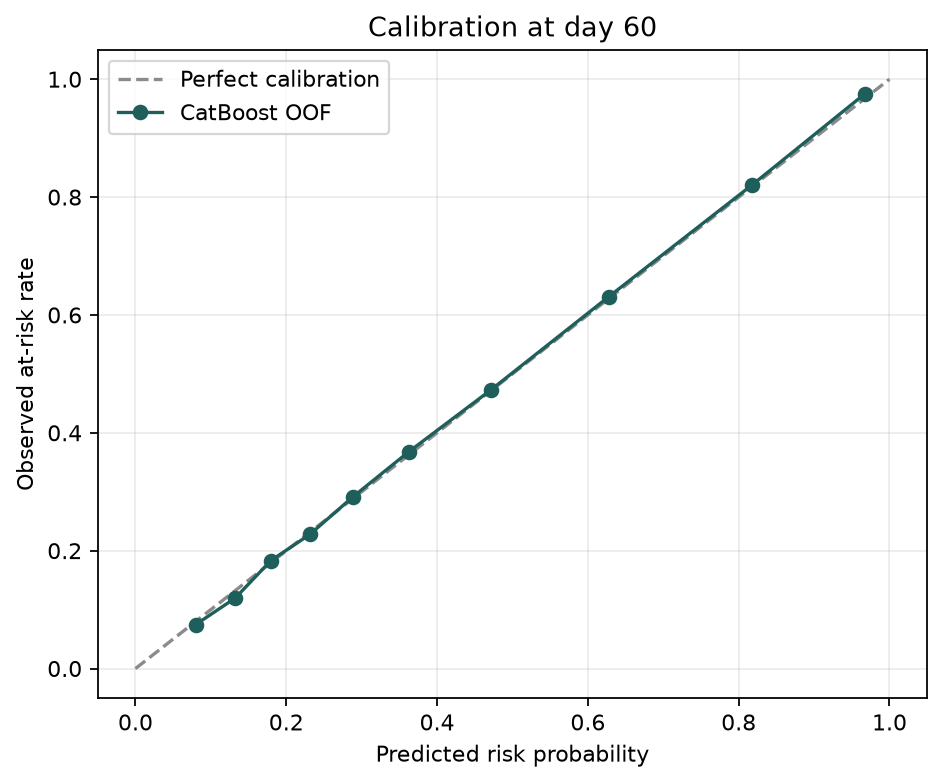 Calibration at day 60
Perfect calibration
CatBoost OOF
1.0
0.8
0.6
0.4
0.2
0.0
Observed at-risk rate
0.0 0.2 0.4 0.6 0.8 1.0
Predicted risk probability